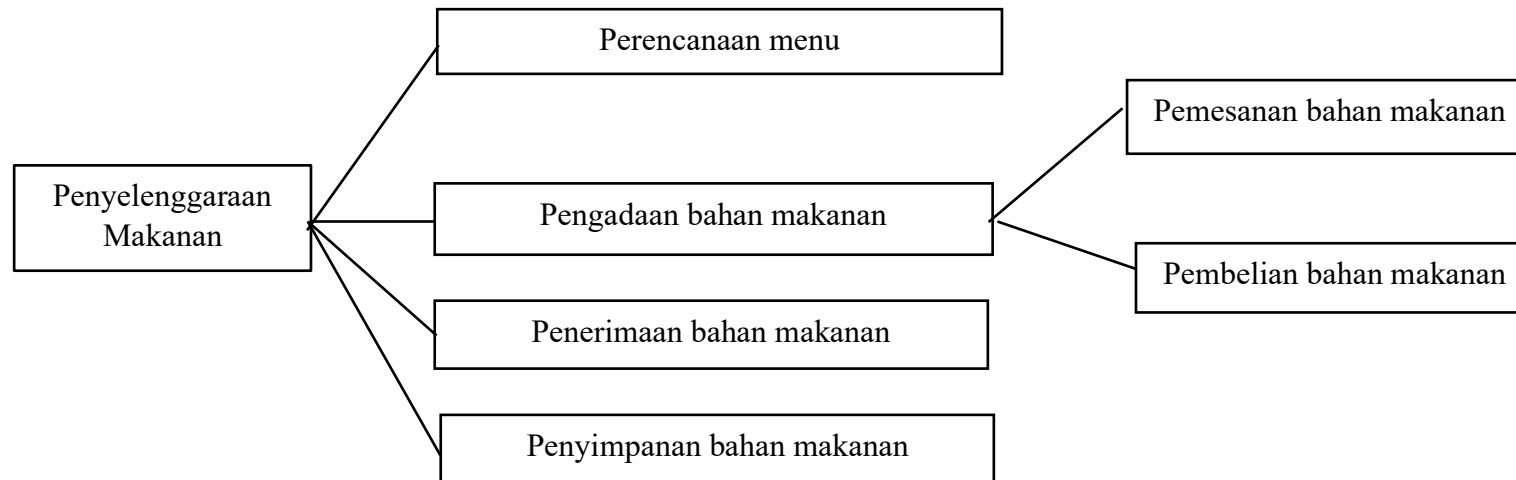 Perencanaan menu
Pemesanan bahan makanan
Penyelenggaraan
Makanan
Pengadaan bahan makanan
Pembelian bahan makanan
Penerimaan bahan makanan
Penyimpanan bahan makanan